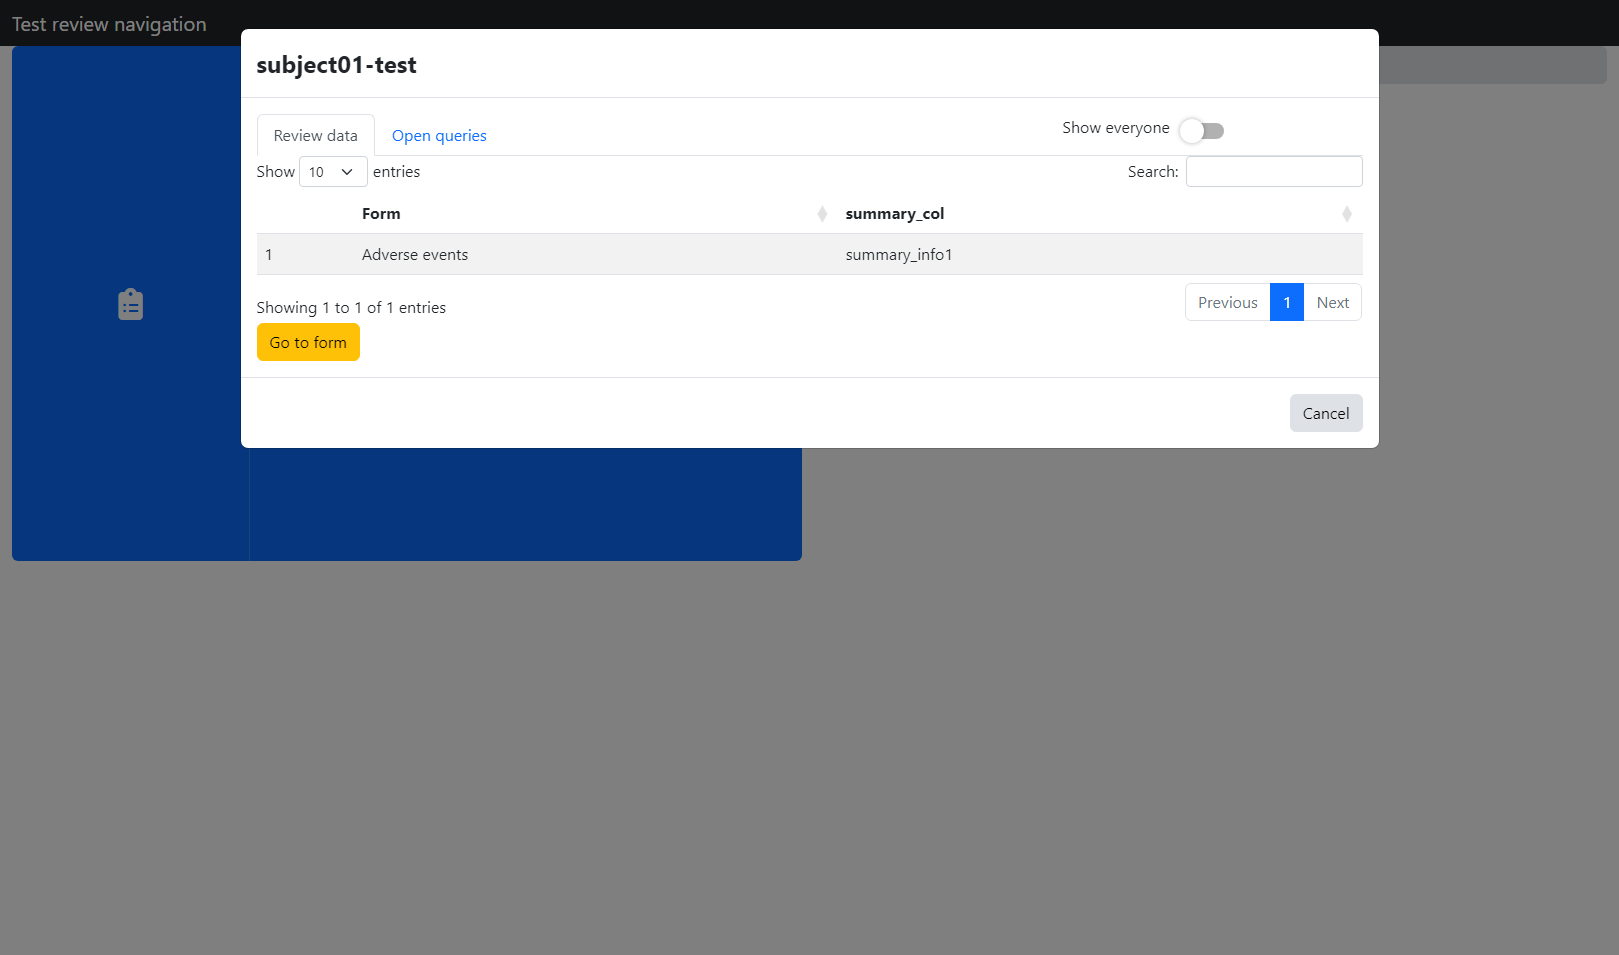 Test review navigation
subject01-test
Review data Open queries Show everyone
Show 10 entries Search:
Form summary_col
1 Adverse events summary_info1
Showing 1 to 1 of 1 entries Previous 1 Next
Go to form
Cancel